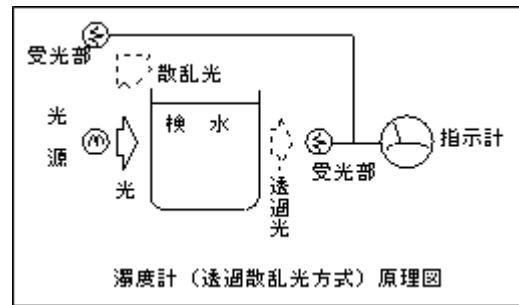 受光部
散乱光
光源
検 水
光
透過光
受光部
指示計
濁度計（透過散乱光方式）原理図